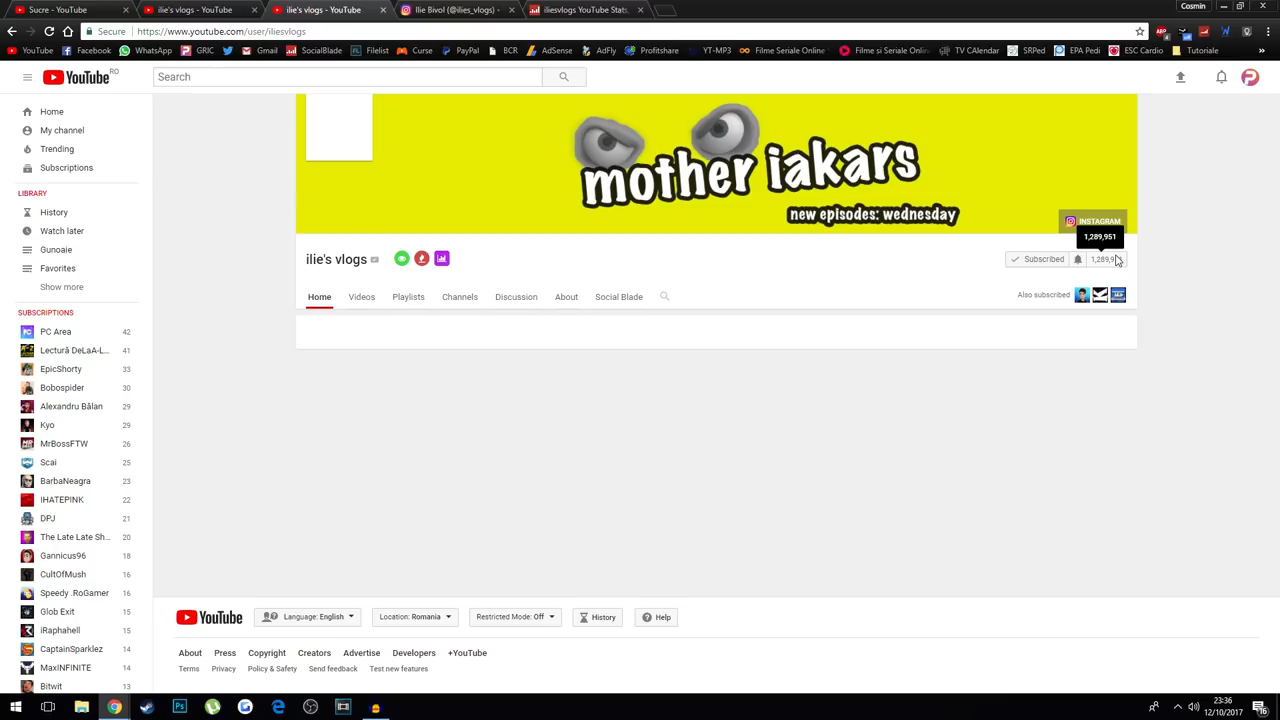 Sucre - YouTube
ilie's vlogs - YouTube
ilie's vlogs - YouTube
Ilie Bivol (@ilies_vlogs)
iliesvlogs YouTube Stats,
Cosmin
Secure
https://www.youtube.com/user/iliesvlogs
YouTube
Facebook
WhatsApp
GRIC
Twitter
Gmail
SocialBlade
Filelist
Curse
PayPal
BCR
AdSense
AdFly
Profitshare
YT-MP3
Filme Seriale Online
Filme si Seriale Online
TV CAlendar
SRPed
EPA Pedi
ESC Cardio
Tutoriale
YouTube RO
Search
Home
My channel
Trending
Subscriptions
LIBRARY
History
Watch later
Gunoaie
Favorites
Show more
SUBSCRIPTIONS
PC Area 42
Lectură DeLaA-L... 41
EpicShorty 33
Bobospider 30
Alexandru Bălan 29
Kyo 29
MrBossFTW 26
Scai 25
BarbaNeagra 23
IHATEPINK 22
DPJ 21
The Late Late Sh... 20
Gannicus96 18
CultOfMush 16
Speedy .RoGamer 16
Glob Exit 15
iRaphahell 15
CaptainSparklez 14
MaxINFINITE 14
Bitwit 13
mother iakars
new episodes: wednesday
INSTAGRAM
1,289,951
ilie's vlogs
Subscribed
Home
Videos
Playlists
Channels
Discussion
About
Social Blade
Also subscribed
YouTube
Language: English
Location: Romania
Restricted Mode: Off
History
Help
About
Press
Copyright
Creators
Advertise
Developers
+YouTube
Terms
Privacy
Policy & Safety
Send feedback
Test new features
23:36
12/10/2017